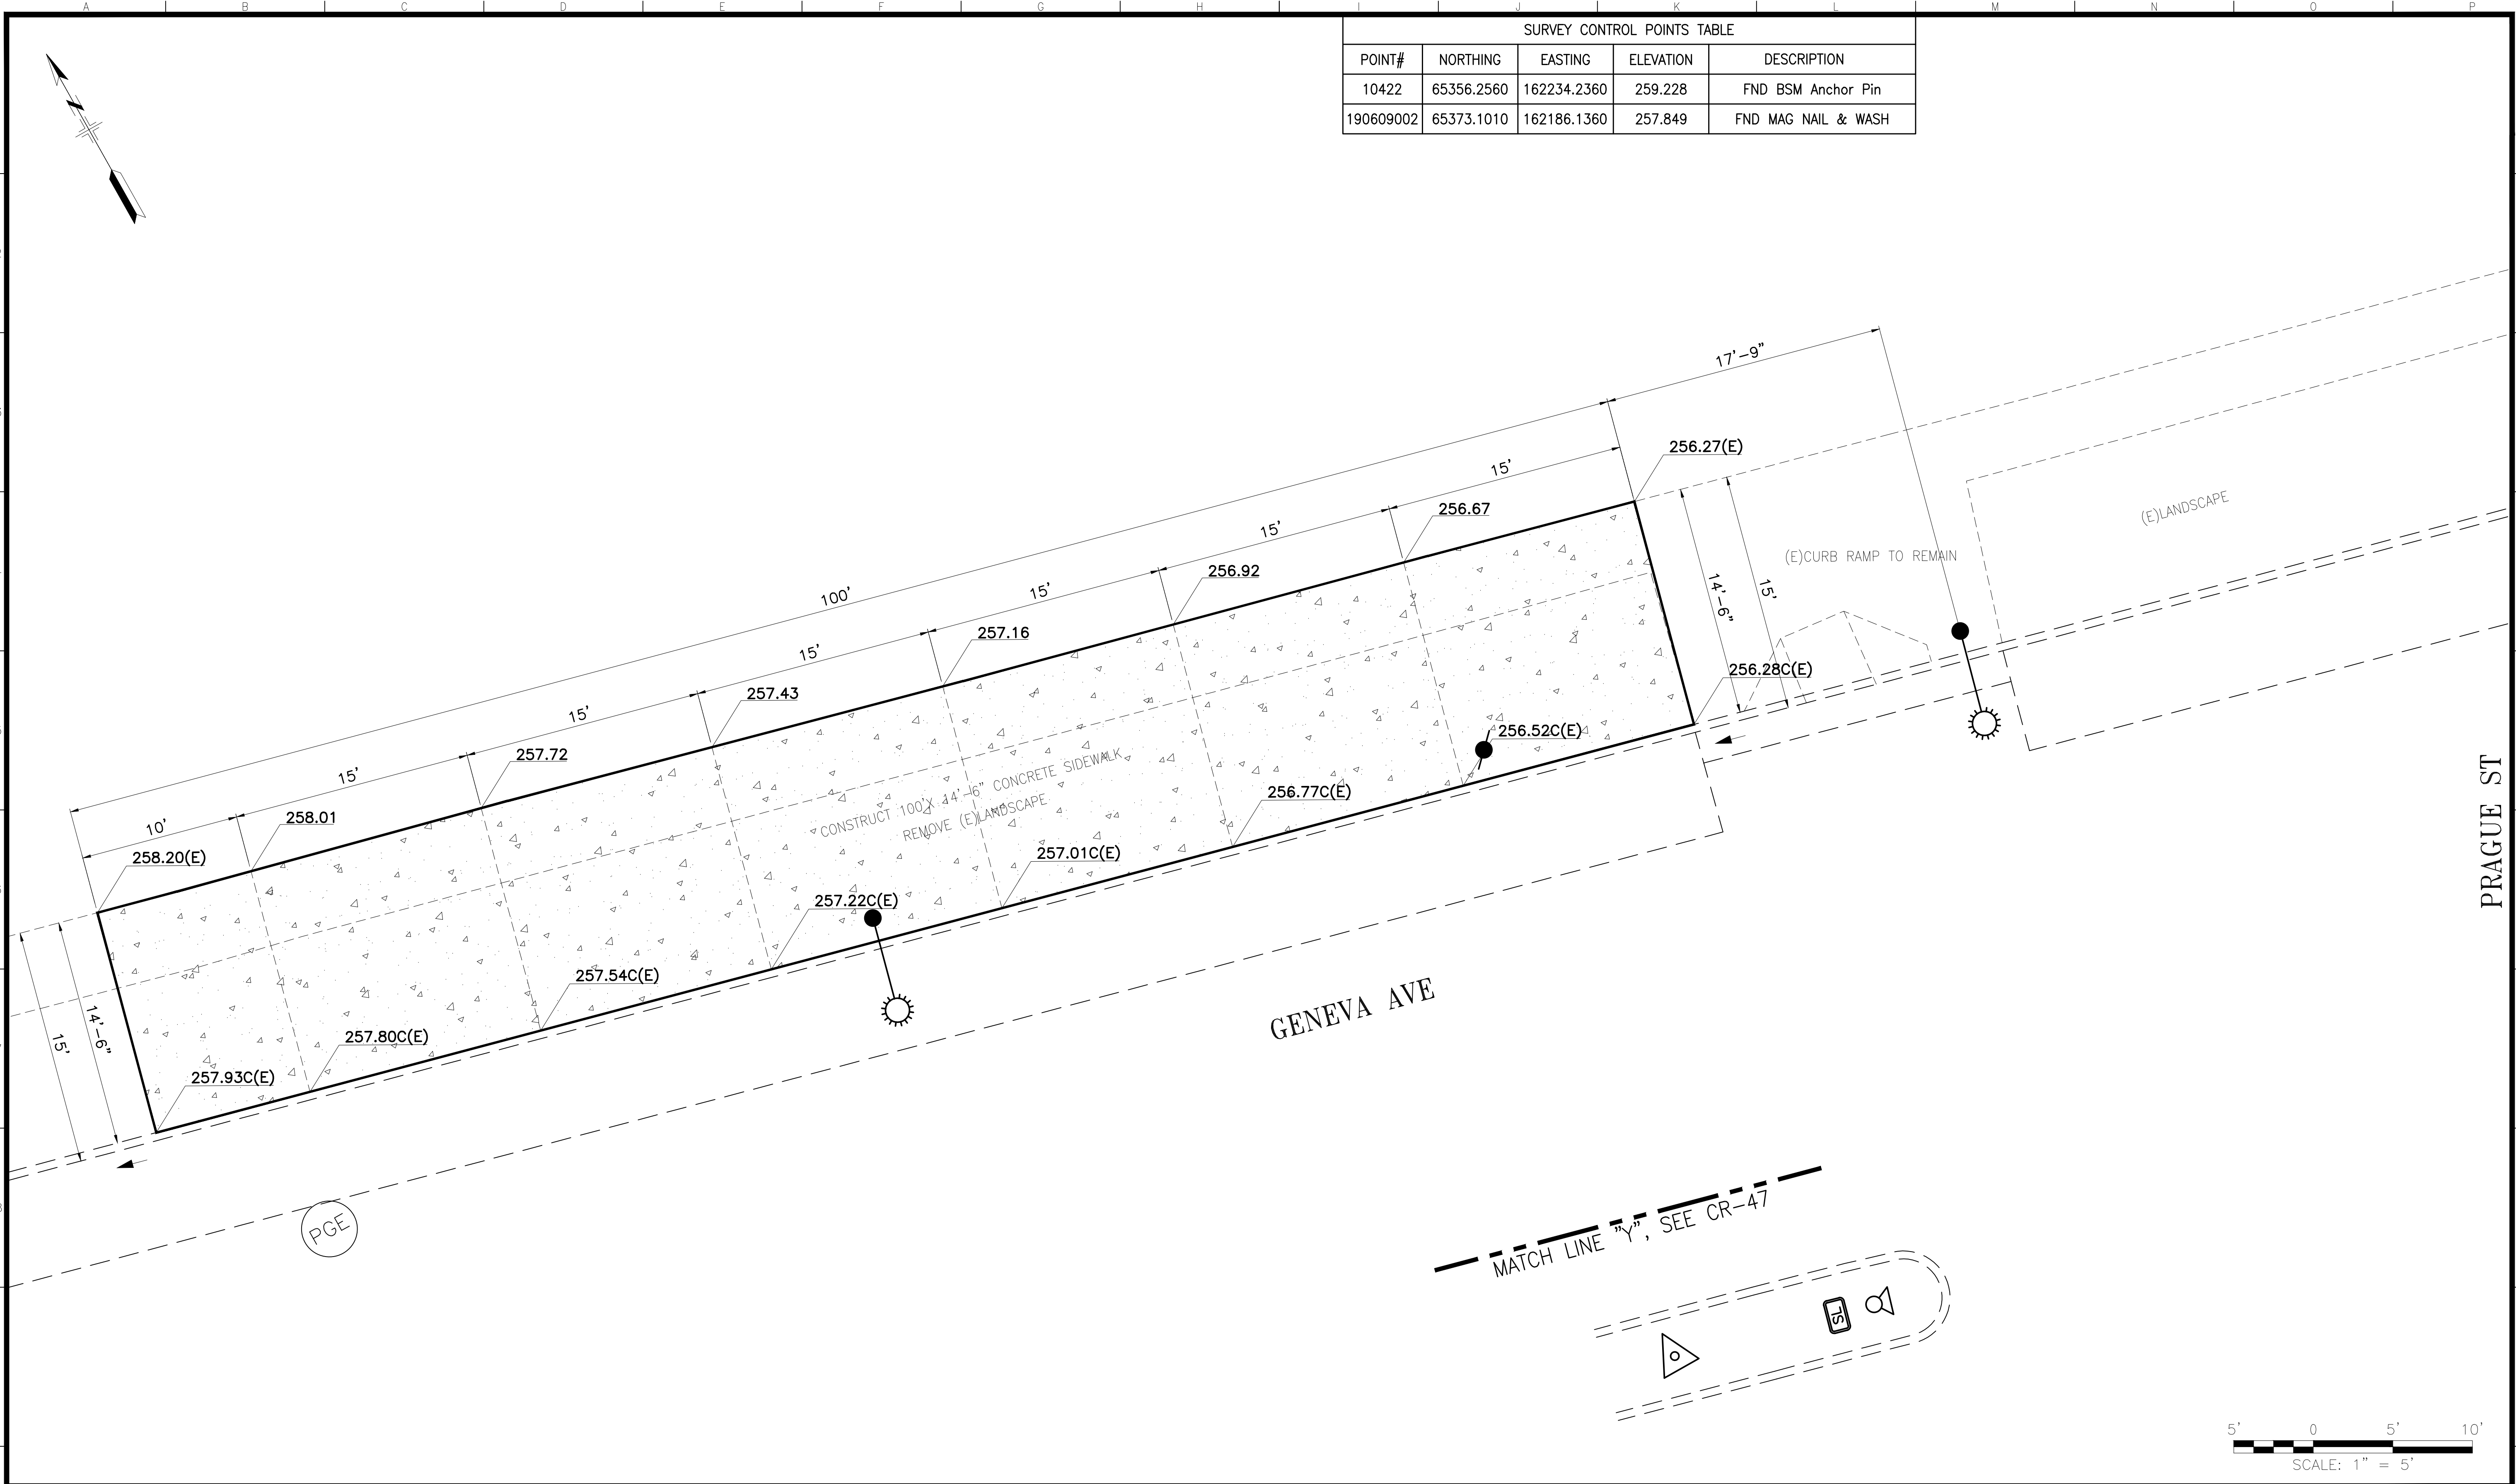 A B C D E F G H I J K L M N O P
SURVEY CONTROL POINTS TABLE
POINT# NORTHING EASTING ELEVATION DESCRIPTION
10422 65356.2560 162234.2360 259.228 FND BSM Anchor Pin
190609002 65373.1010 162186.1360 257.849 FND MAG NAIL & WASH
17'-9"
256.27(E)
15'
256.67
(E)LANDSCAPE
15'
256.92
(E)CURB RAMP TO REMAIN
14'-6"
15'
100'
15'
257.16
15'
257.43
256.28C(E)
15'
257.72
256.52C(E)
15'
CONSTRUCT 100'X 14'-6" CONCRETE SIDEWALK
REMOVE (E)LANDSCAPE
256.77C(E)
10'
258.01
258.20(E)
257.01C(E)
PRAGUE ST
257.22C(E)
257.54C(E)
GENEVA AVE
15'
14'-6"
257.80C(E)
257.93C(E)
PGE
MATCH LINE "Y", SEE CR-47
SL
5' 0 5' 10'
SCALE: 1" = 5'